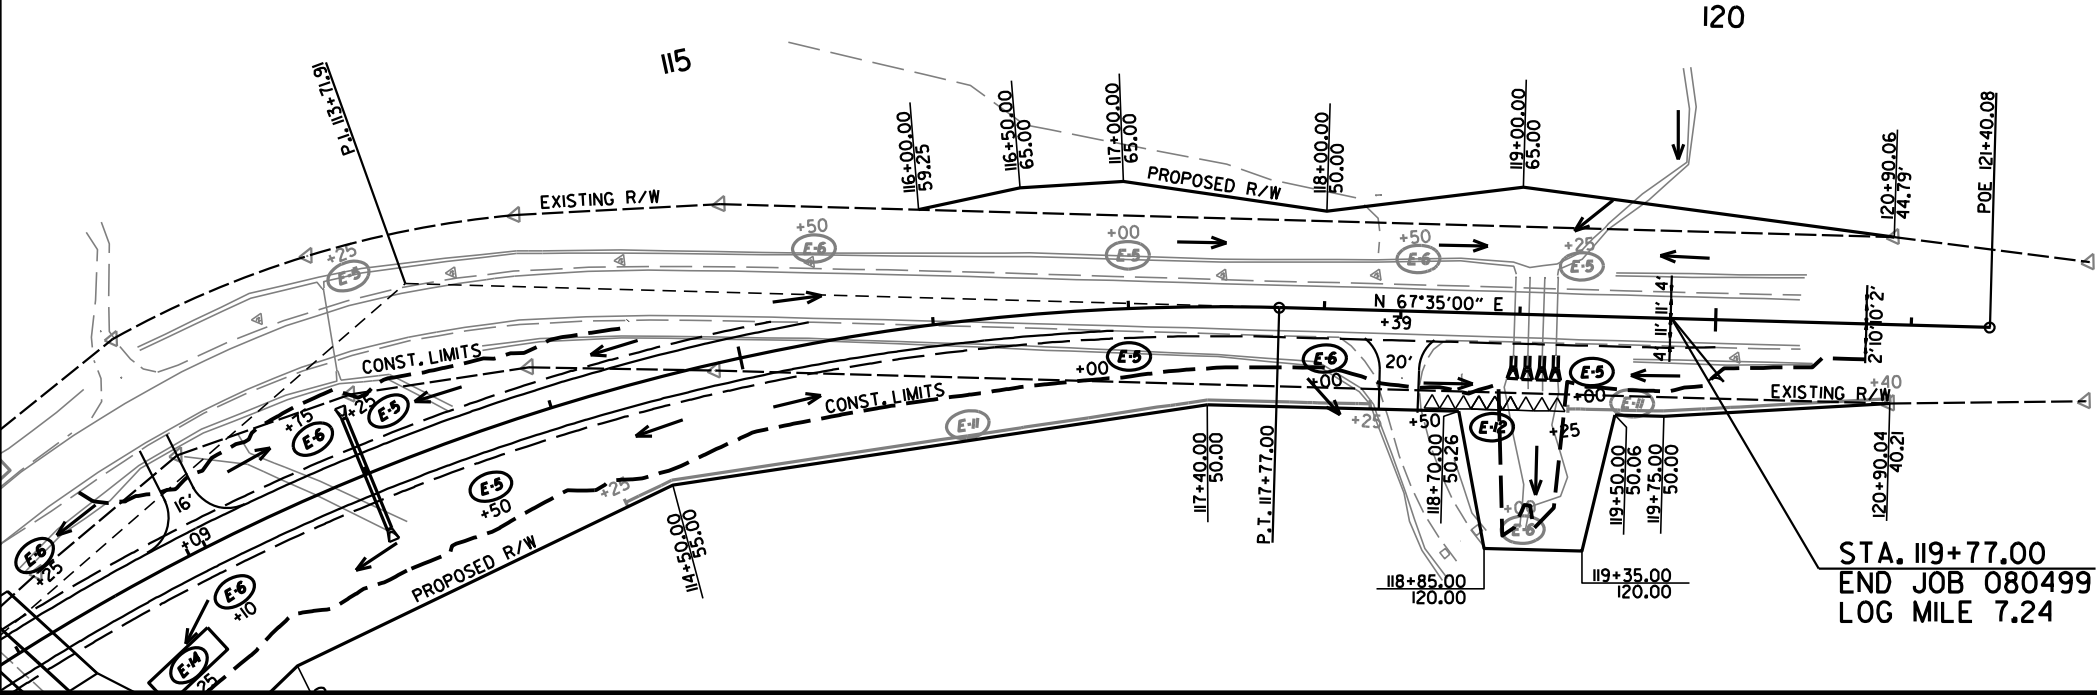 120
115
P.I. 113+71.91
116+00.00
59.25
116+50.00
65.00
117+00.00
65.00
118+00.00
50.00
119+00.00
65.00
120+90.06
44.79'
POE 121+40.08
EXISTING R/W
PROPOSED R/W
+25
E-5
+50
E-6
+00
E-5
+50
E-6
+25
E-5
N 67°35'00" E
+39
4'
11'
11'
4'
2'10'10'2'
CONST. LIMITS
+00
E-5
E-6
+00
20'
E-5
+00
EXISTING R/W
+40
E-11
CONST. LIMITS
+25
E-5
+75
E-6
E-11
+25
+50
E-12
+25
16'
+09
E-5
+50
+25
114+50.00
55.00
117+40.00
50.00
P.T. 117+77.00
118+70.00
50.26
+00
E-6
119+50.00
50.06
119+75.00
50.00
120+90.04
40.21
E-6
+25
E-6
+10
E-14
25
PROPOSED R/W
118+85.00
120.00
119+35.00
120.00
STA. 119+77.00
END JOB 080499
LOG MILE 7.24